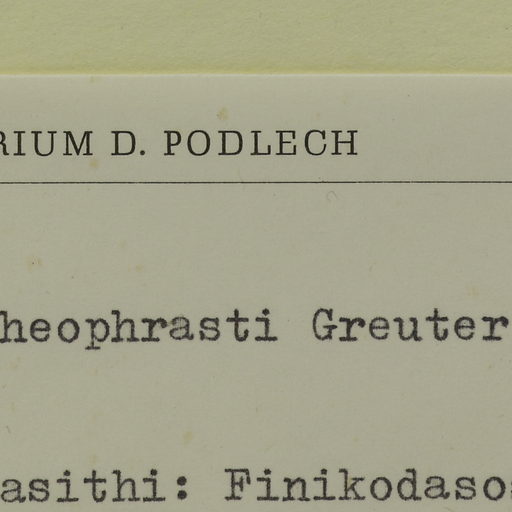 RIUM D. PODLECH
heophrasti Greuter
asithi: Finikodasos